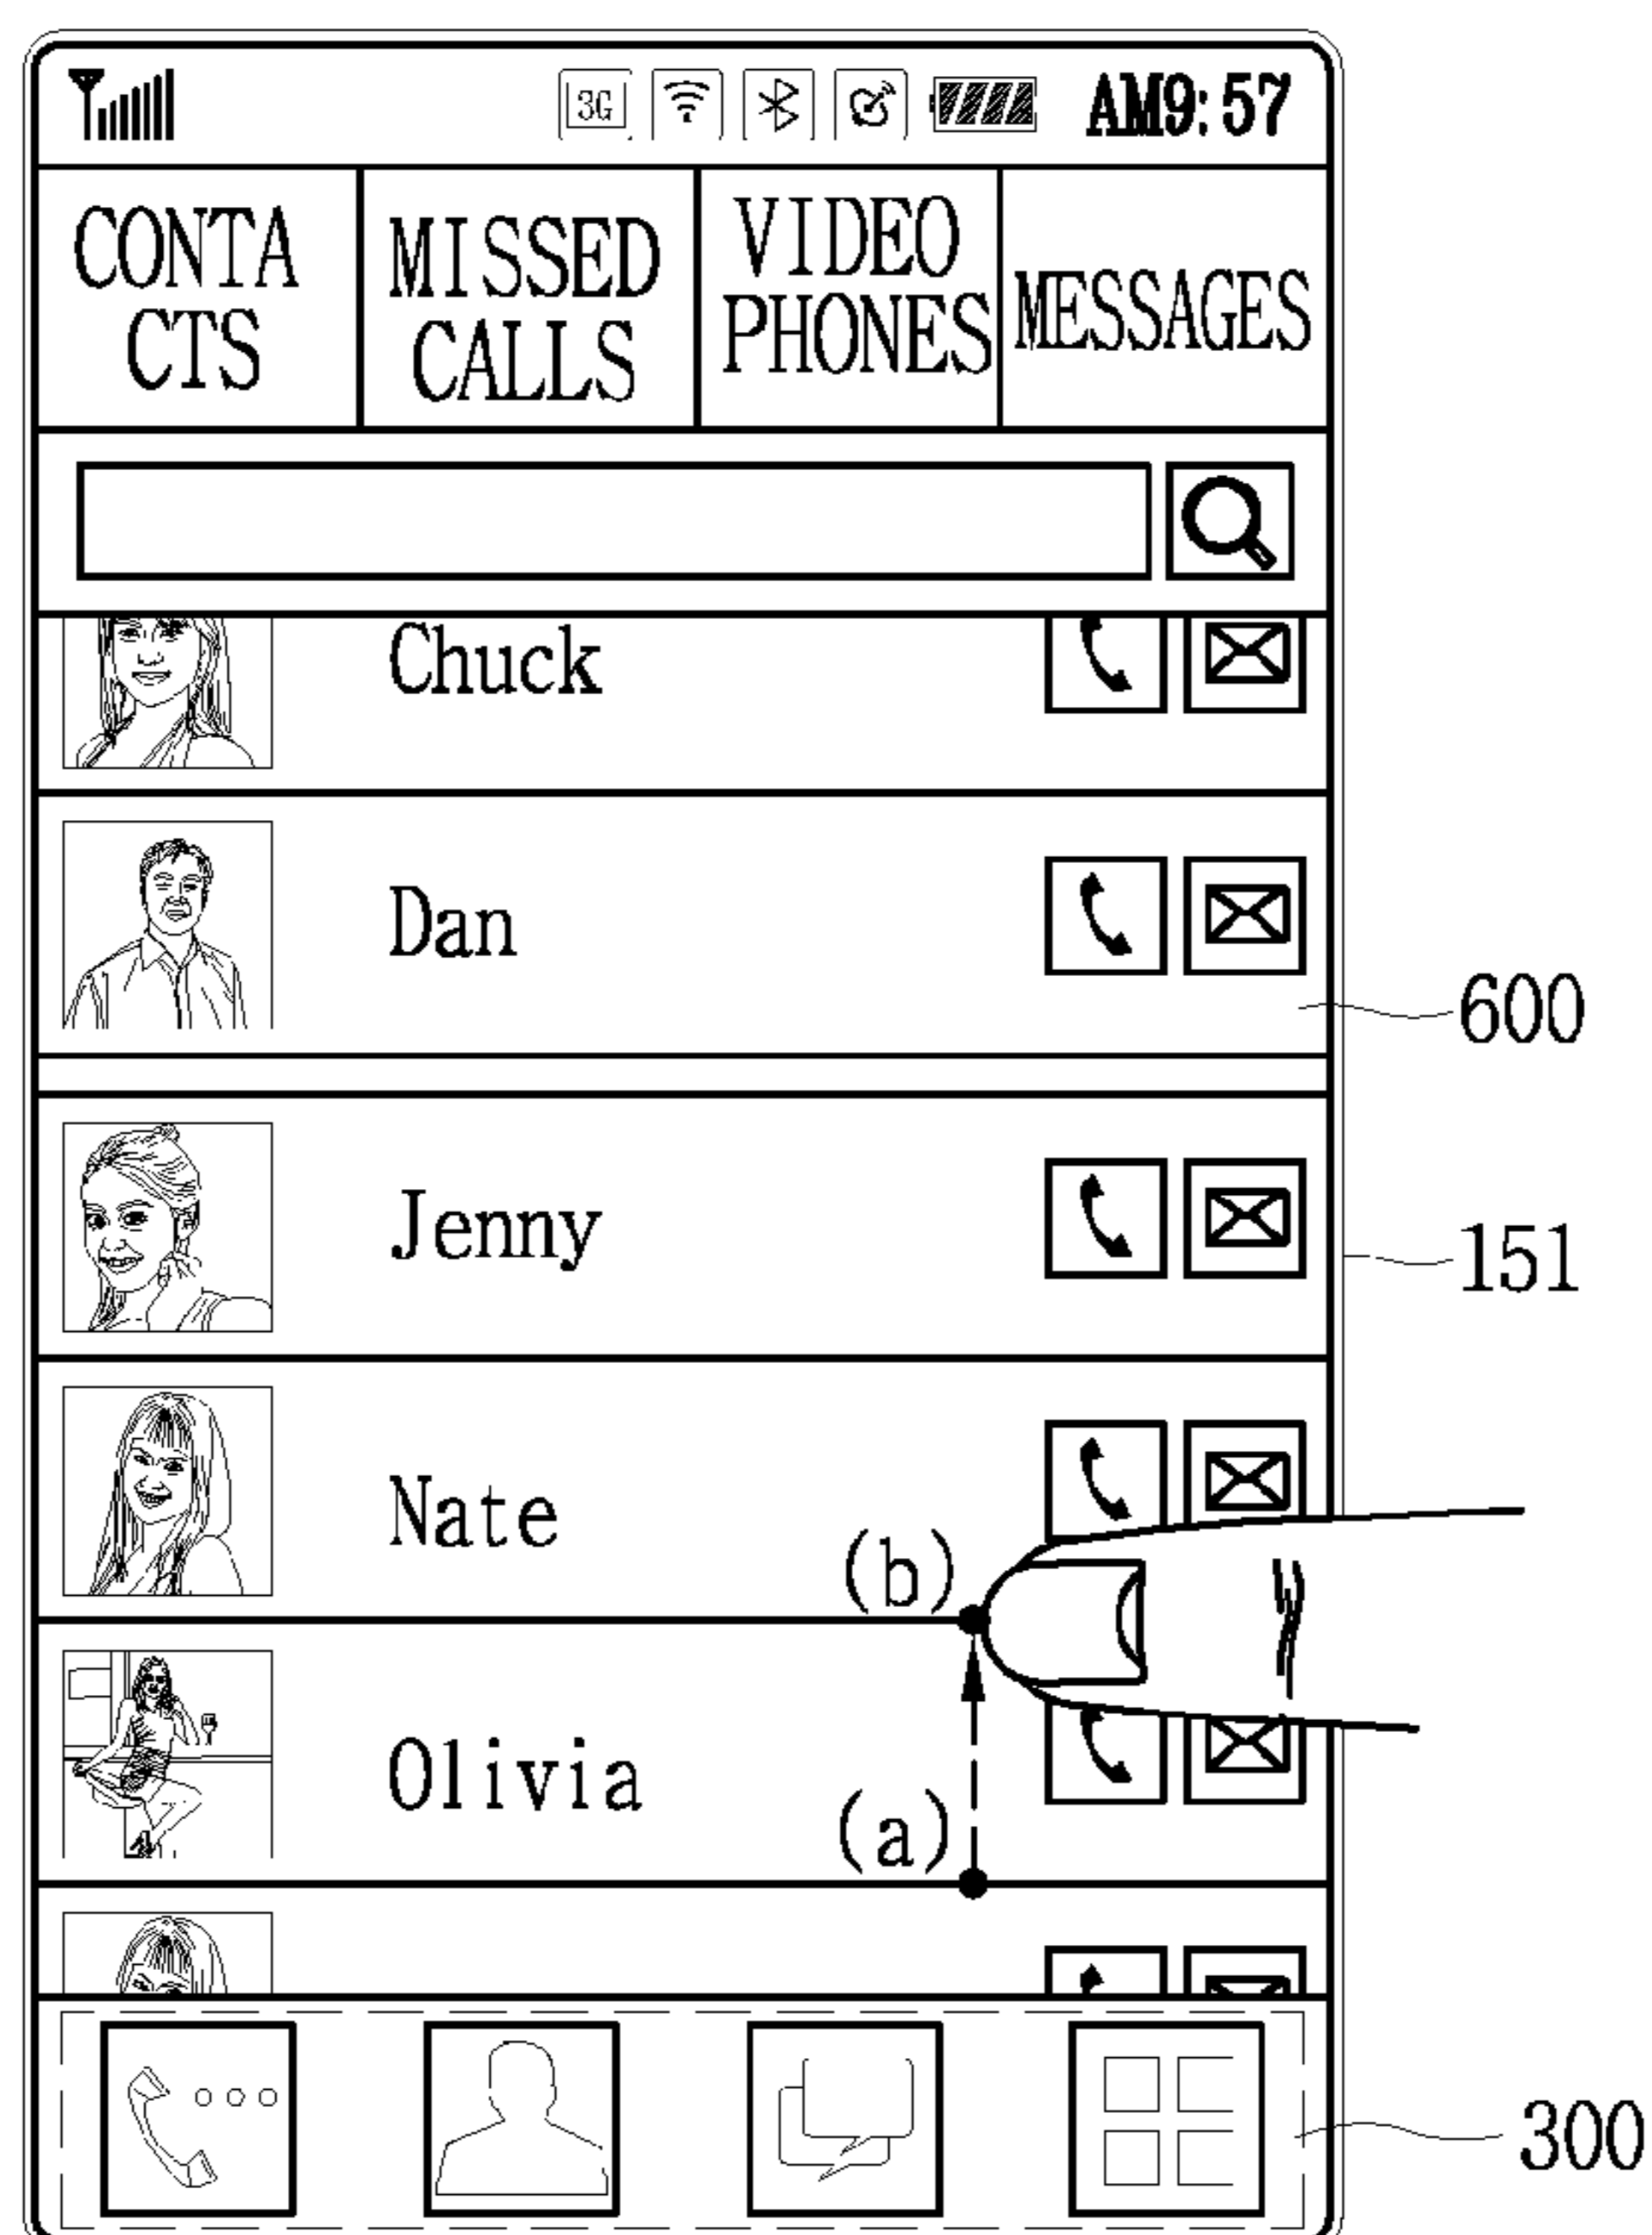 3G AM9:57
CONTA
CTS
MISSED
CALLS
VIDEO
PHONES
MESSAGES
Chuck
Dan
600
Jenny
151
Nate
(b)
Olivia
(a)
300